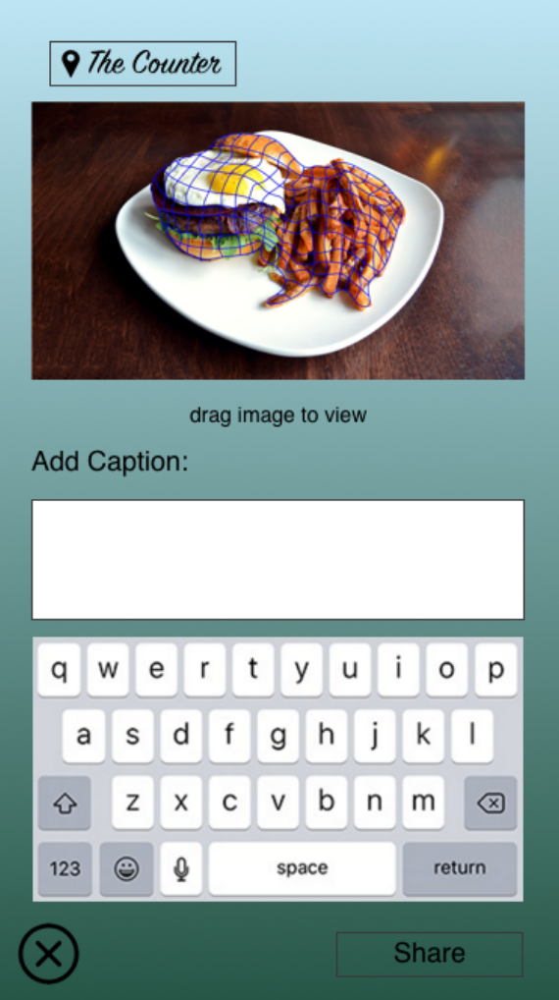 The Counter
drag image to view
Add Caption:
q w e r t y u i o p
a s d f g h j k l
z x c v b n m
123 space return
Share